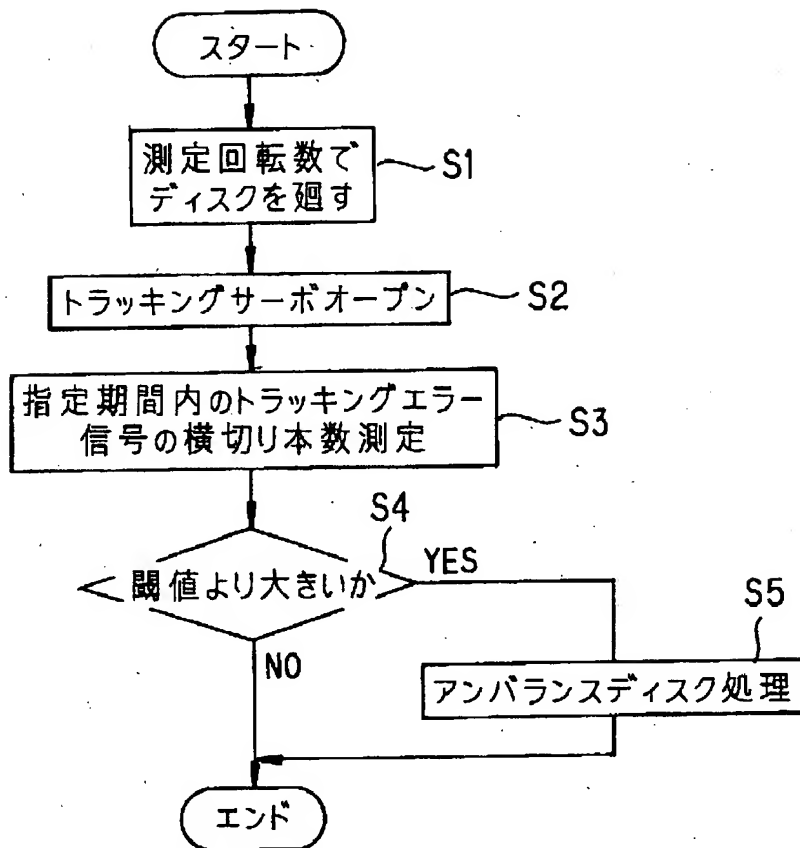 スタート
測定回転数で
ディスクを廻す
S1
トラッキングサーボオープン
S2
指定期間内のトラッキングエラー
信号の横切り本数測定
S3
S4
閾値より大きいか
YES
NO
S5
アンバランスディスク処理
エンド